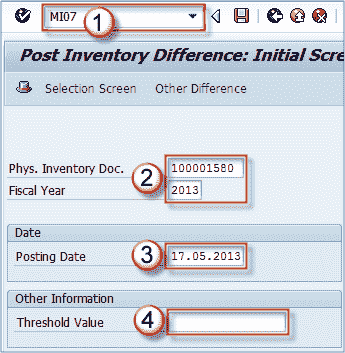 MI07
1
Post Inventory Difference: Initial Scre
Selection Screen Other Difference
Phys. Inventory Doc. 100001580
2
Fiscal Year 2013
Date
Posting Date 3 17.05.2013
Other Information
Threshold Value 4